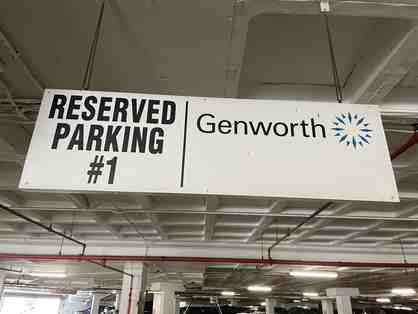 RESERVED
PARKING
#1
Genworth